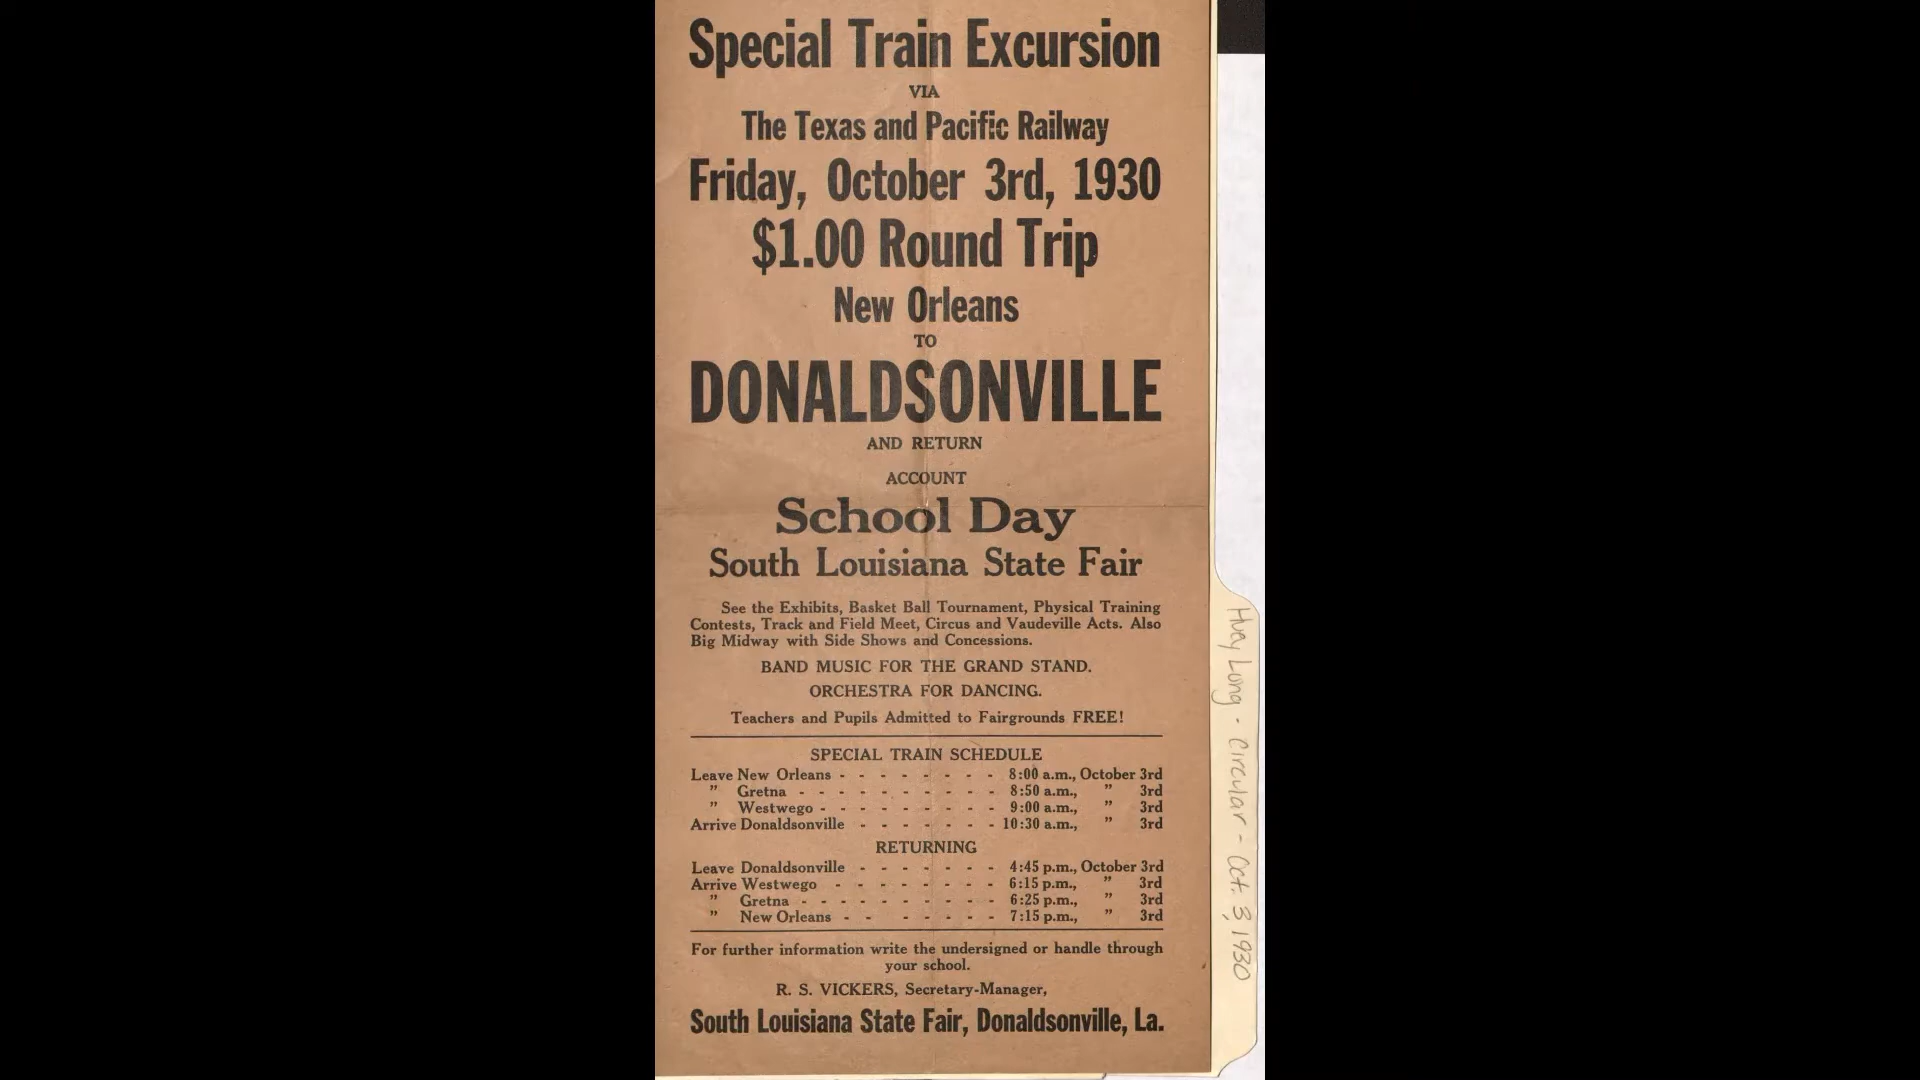 Special Train Excursion
VIA
The Texas and Pacific Railway
Friday, October 3rd, 1930
$1.00 Round Trip
New Orleans
TO
DONALDSONVILLE
AND RETURN
ACCOUNT
School Day
South Louisiana State Fair
See the Exhibits, Basket Ball Tournament, Physical Training
Contests, Track and Field Meet, Circus and Vaudeville Acts. Also
Big Midway with Side Shows and Concessions.
BAND MUSIC FOR THE GRAND STAND.
ORCHESTRA FOR DANCING.
Teachers and Pupils Admitted to Fairgrounds FREE!
SPECIAL TRAIN SCHEDULE
Leave New Orleans - - - - - - - - 8:00 a.m., October 3rd
" Gretna - - - - - - - - - - 8:50 a.m., " 3rd
" Westwego - - - - - - - - - 9:00 a.m., " 3rd
Arrive Donaldsonville - - - - - - - 10:30 a.m., " 3rd
RETURNING
Leave Donaldsonville - - - - - - - 4:45 p.m., October 3rd
Arrive Westwego - - - - - - - - 6:15 p.m., " 3rd
" Gretna - - - - - - - - - - 6:25 p.m., " 3rd
" New Orleans - - - - - - - 7:15 p.m., " 3rd
For further information write the undersigned or handle through
your school.
R. S. VICKERS, Secretary-Manager,
South Louisiana State Fair, Donaldsonville, La.
Huey Long - Circular - Oct. 3, 1930